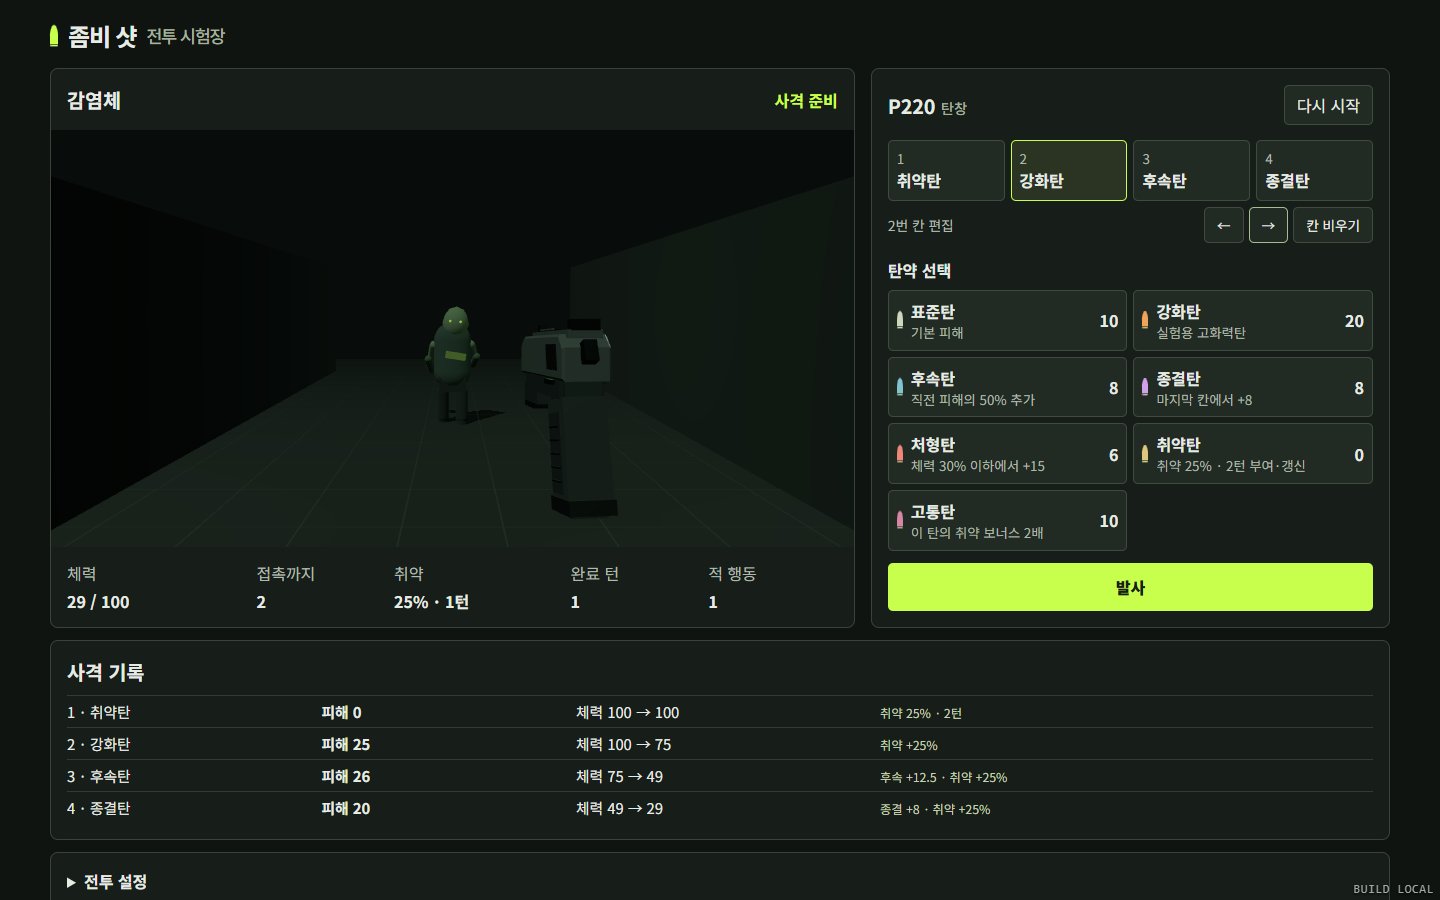 좀비 샷 전투 시험장
감염체
사격 준비
체력
29 / 100
접촉까지
2
취약
25% · 1턴
완료 턴
1
적 행동
1
P220 탄창
다시 시작
1
취약탄
2
강화탄
3
후속탄
4
종결탄
2번 칸 편집
←
→
칸 비우기
탄약 선택
표준탄
기본 피해
10
강화탄
실험용 고화력탄
20
후속탄
직전 피해의 50% 추가
8
종결탄
마지막 칸에서 +8
8
처형탄
체력 30% 이하에서 +15
6
취약탄
취약 25% · 2턴 부여·갱신
0
고통탄
이 탄의 취약 보너스 2배
10
발사
사격 기록
1 · 취약탄 피해 0 체력 100 → 100 취약 25% · 2턴
2 · 강화탄 피해 25 체력 100 → 75 취약 +25%
3 · 후속탄 피해 26 체력 75 → 49 후속 +12.5 · 취약 +25%
4 · 종결탄 피해 20 체력 49 → 29 종결 +8 · 취약 +25%
▶ 전투 설정
BUILD LOCAL